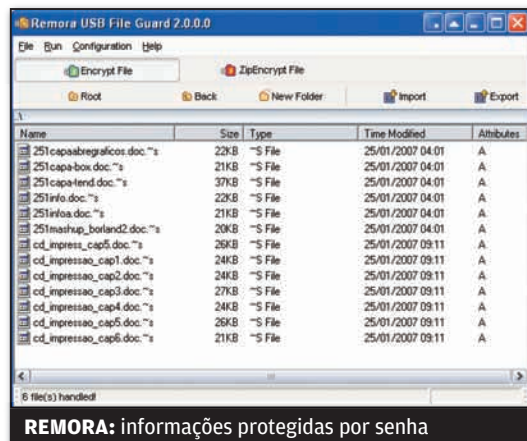 Remora USB File Guard 2.0.0.0
File Run Configuration Help
Encrypt File ZipEncrypt File
Root Back New Folder Import Export
.\
Name Size Type Time Modified Attributes
251capaabregraficos.doc.~s 22KB ~S File 25/01/2007 04:01 A
251capa-box.doc.~s 21KB ~S File 25/01/2007 04:01 A
251capa-tend.doc.~s 37KB ~S File 25/01/2007 04:01 A
251info.doc.~s 22KB ~S File 25/01/2007 04:01 A
251infoa.doc.~s 21KB ~S File 25/01/2007 04:01 A
251mashup_borland2.doc.~s 20KB ~S File 25/01/2007 04:01 A
cd_impress_cap5.doc.~s 26KB ~S File 25/01/2007 09:11 A
cd_impressao_cap1.doc.~s 24KB ~S File 25/01/2007 09:11 A
cd_impressao_cap2.doc.~s 24KB ~S File 25/01/2007 09:11 A
cd_impressao_cap3.doc.~s 27KB ~S File 25/01/2007 09:11 A
cd_impressao_cap4.doc.~s 24KB ~S File 25/01/2007 09:11 A
cd_impressao_cap5.doc.~s 26KB ~S File 25/01/2007 09:11 A
cd_impressao_cap6.doc.~s 21KB ~S File 25/01/2007 09:11 A
6 file(s) handled!
REMORA: informações protegidas por senha